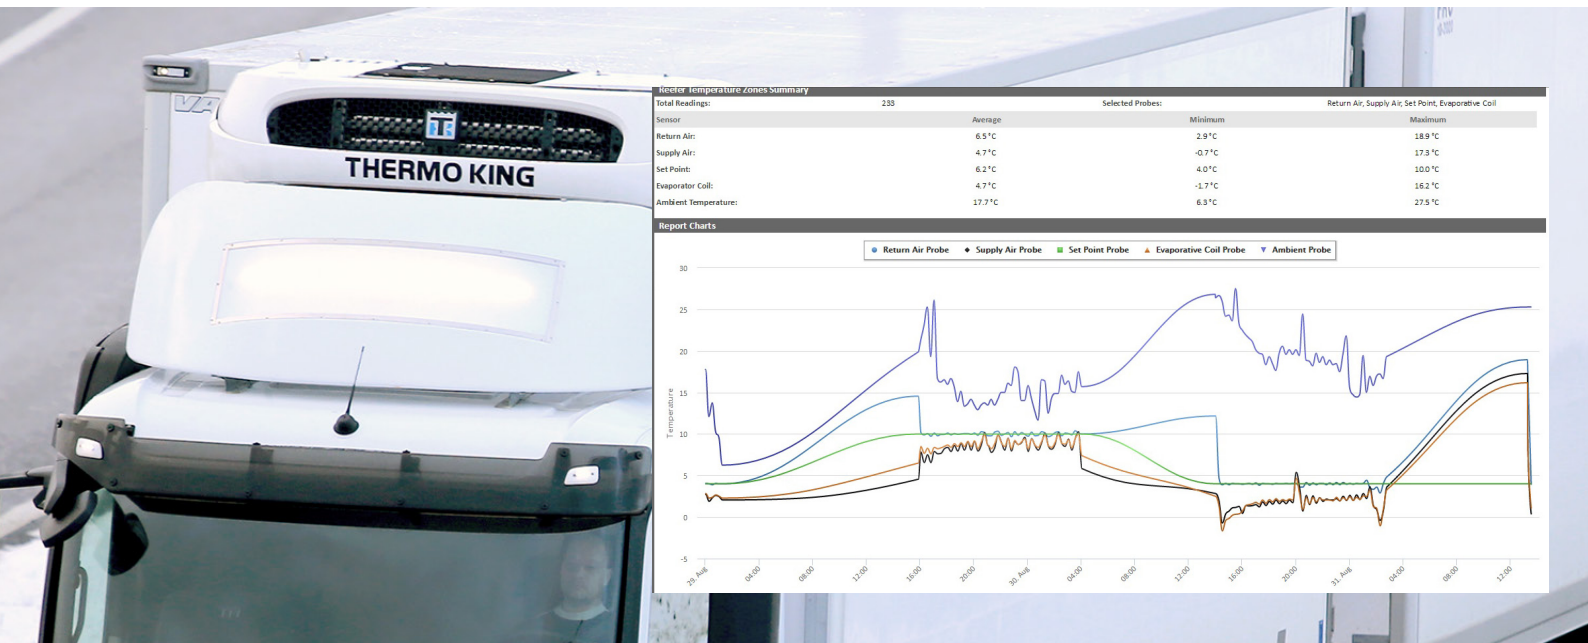 VA
THERMO KING
Reefer Temperature Zones Summary
Total Readings: 233 Selected Probes: Return Air, Supply Air, Set Point, Evaporative Coil
Sensor Average Minimum Maximum
Return Air: 6.5°C 2.9°C 18.9 °C
Supply Air: 4.7°C -0.7°C 17.3 °C
Set Point: 6.2°C 4.0°C 10.0 °C
Evaporator Coil: 4.7°C -1.7°C 16.2 °C
Ambient Temperature: 17.7°C 6.3°C 27.5 °C
Report Charts
Return Air Probe Supply Air Probe Set Point Probe Evaporative Coil Probe Ambient Probe
Temperature
30
25
20
15
10
5
0
-5
29. Aug 04:00 08:00 12:00 16:00 20:00 30. Aug 04:00 08:00 12:00 16:00 20:00 31. Aug 04:00 08:00 12:00